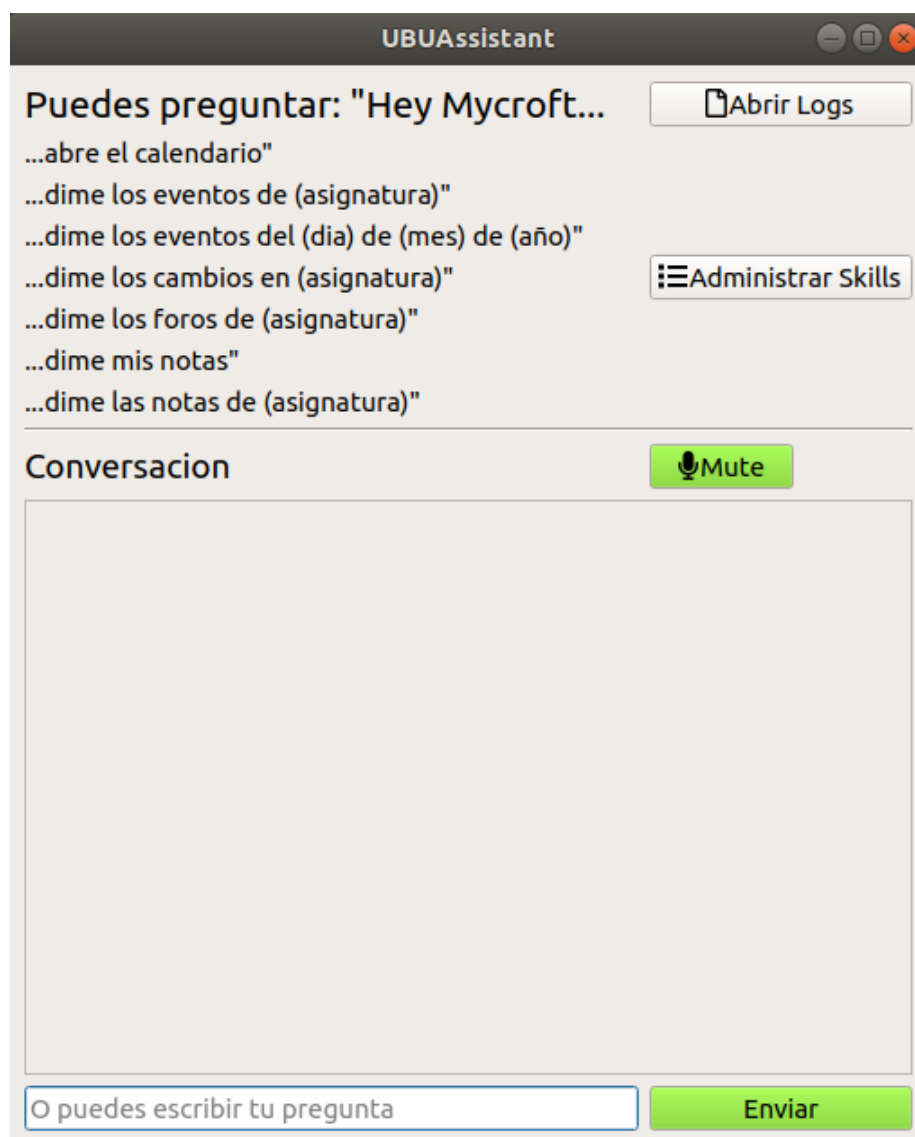 UBUAssistant
Puedes preguntar: "Hey Mycroft...
Abrir Logs
...abre el calendario"
...dime los eventos de (asignatura)"
...dime los eventos del (dia) de (mes) de (año)"
...dime los cambios en (asignatura)"
Administrar Skills
...dime los foros de (asignatura)"
...dime mis notas"
...dime las notas de (asignatura)"
Conversacion
Mute
O puedes escribir tu pregunta
Enviar